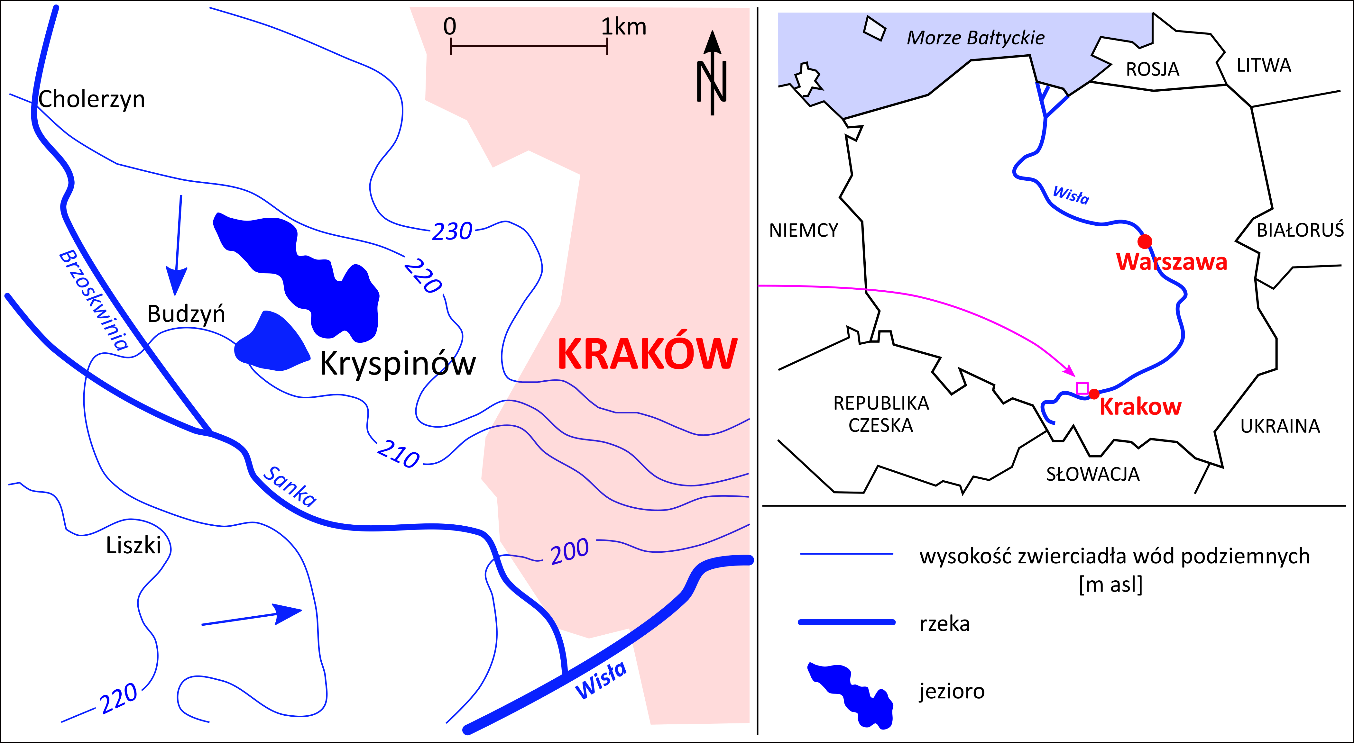 0 1km
N
Cholerzyn
230
Brzoskwinia
220
Budzyń
Kryspinów
KRAKÓW
210
Sanka
Liszki
200
220
Wisła
Morze Bałtyckie
ROSJA
LITWA
Wisła
NIEMCY
BIAŁORUŚ
Warszawa
REPUBLIKA
CZESKA
Krakow
UKRAINA
SŁOWACJA
wysokość zwierciadła wód podziemnych
[m asl]
rzeka
jezioro